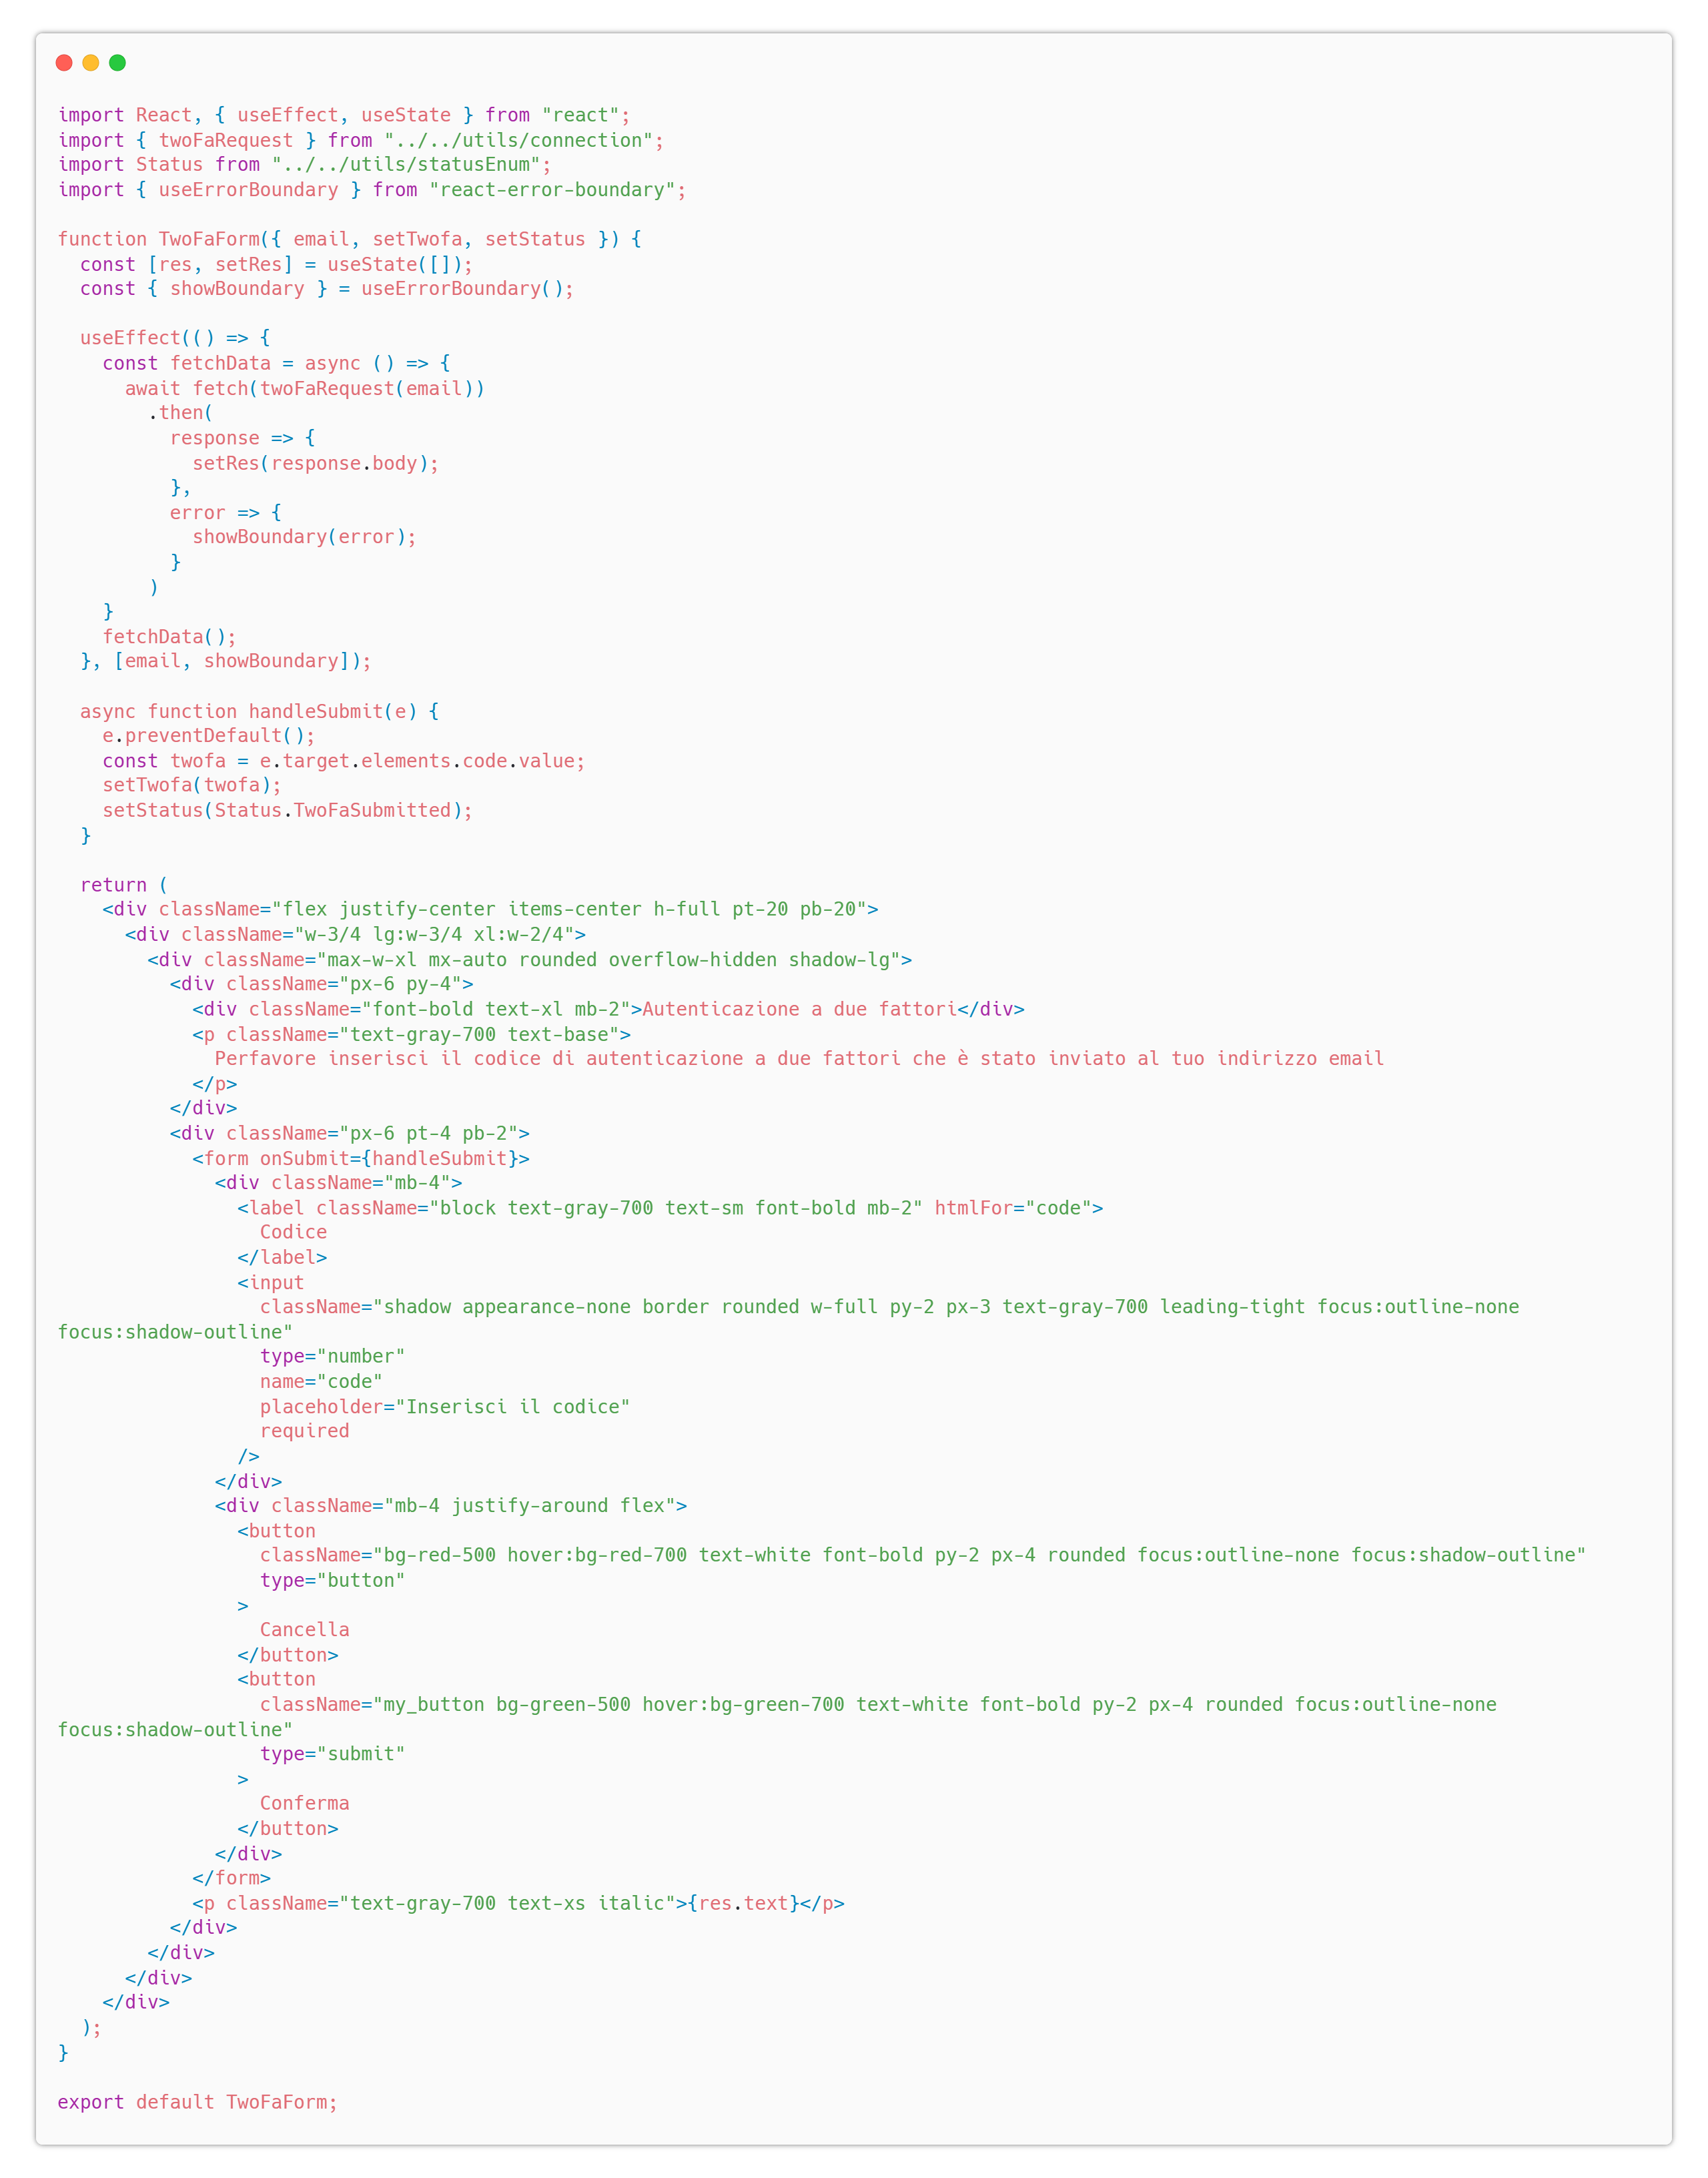 import React, { useEffect, useState } from "react";
import { twoFaRequest } from "../../utils/connection";
import Status from "../../utils/statusEnum";
import { useErrorBoundary } from "react-error-boundary";

function TwoFaForm({ email, setTwofa, setStatus }) {
  const [res, setRes] = useState([]);
  const { showBoundary } = useErrorBoundary();

  useEffect(() => {
    const fetchData = async () => {
      await fetch(twoFaRequest(email))
        .then(
          response => {
            setRes(response.body);
          },
          error => {
            showBoundary(error);
          }
        )
    }
    fetchData();
  }, [email, showBoundary]);

  async function handleSubmit(e) {
    e.preventDefault();
    const twofa = e.target.elements.code.value;
    setTwofa(twofa);
    setStatus(Status.TwoFaSubmitted);
  }

  return (
    <div className="flex justify-center items-center h-full pt-20 pb-20">
      <div className="w-3/4 lg:w-3/4 xl:w-2/4">
        <div className="max-w-xl mx-auto rounded overflow-hidden shadow-lg">
          <div className="px-6 py-4">
            <div className="font-bold text-xl mb-2">Autenticazione a due fattori</div>
            <p className="text-gray-700 text-base">
              Perfavore inserisci il codice di autenticazione a due fattori che è stato inviato al tuo indirizzo email
            </p>
          </div>
          <div className="px-6 pt-4 pb-2">
            <form onSubmit={handleSubmit}>
              <div className="mb-4">
                <label className="block text-gray-700 text-sm font-bold mb-2" htmlFor="code">
                  Codice
                </label>
                <input
                  className="shadow appearance-none border rounded w-full py-2 px-3 text-gray-700 leading-tight focus:outline-none
focus:shadow-outline"
                  type="number"
                  name="code"
                  placeholder="Inserisci il codice"
                  required
                />
              </div>
              <div className="mb-4 justify-around flex">
                <button
                  className="bg-red-500 hover:bg-red-700 text-white font-bold py-2 px-4 rounded focus:outline-none focus:shadow-outline"
                  type="button"
                >
                  Cancella
                </button>
                <button
                  className="my_button bg-green-500 hover:bg-green-700 text-white font-bold py-2 px-4 rounded focus:outline-none
focus:shadow-outline"
                  type="submit"
                >
                  Conferma
                </button>
              </div>
            </form>
            <p className="text-gray-700 text-xs italic">{res.text}</p>
          </div>
        </div>
      </div>
    </div>
  );
}

export default TwoFaForm;